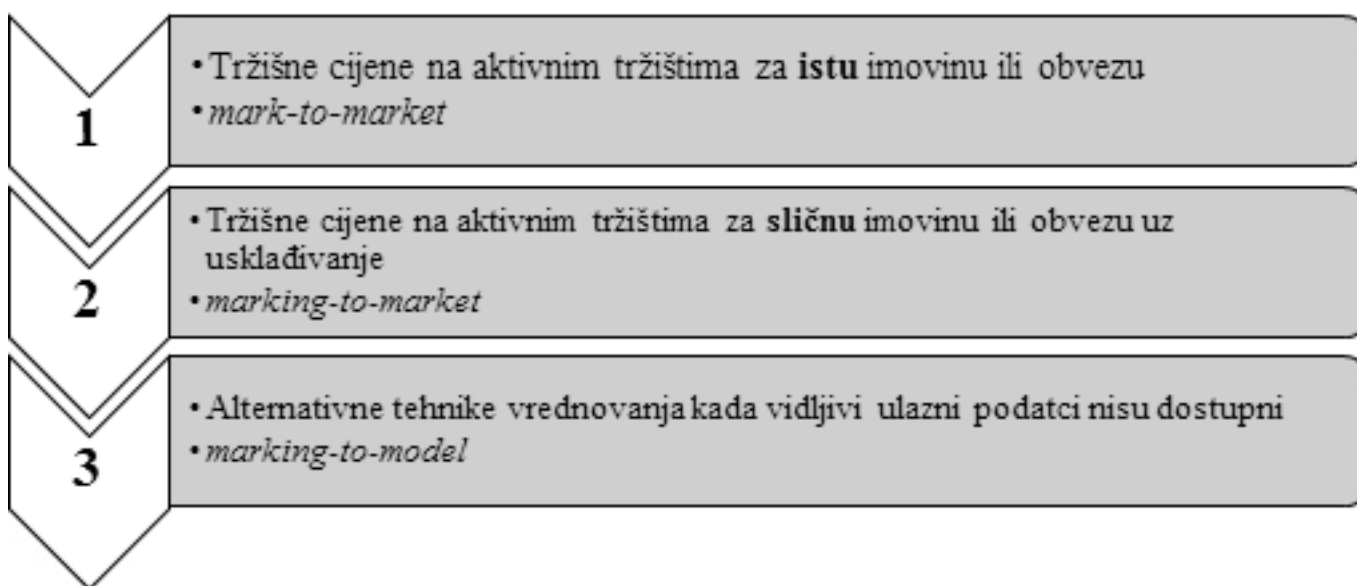 1
• Tržišne cijene na aktivnim tržištima za istu imovinu ili obvezu
• mark-to-market
2
• Tržišne cijene na aktivnim tržištima za sličnu imovinu ili obvezu uz
usklađivanje
• marking-to-market
3
• Alternativne tehnike vrednovanja kada vidljivi ulazni podatci nisu dostupni
• marking-to-model